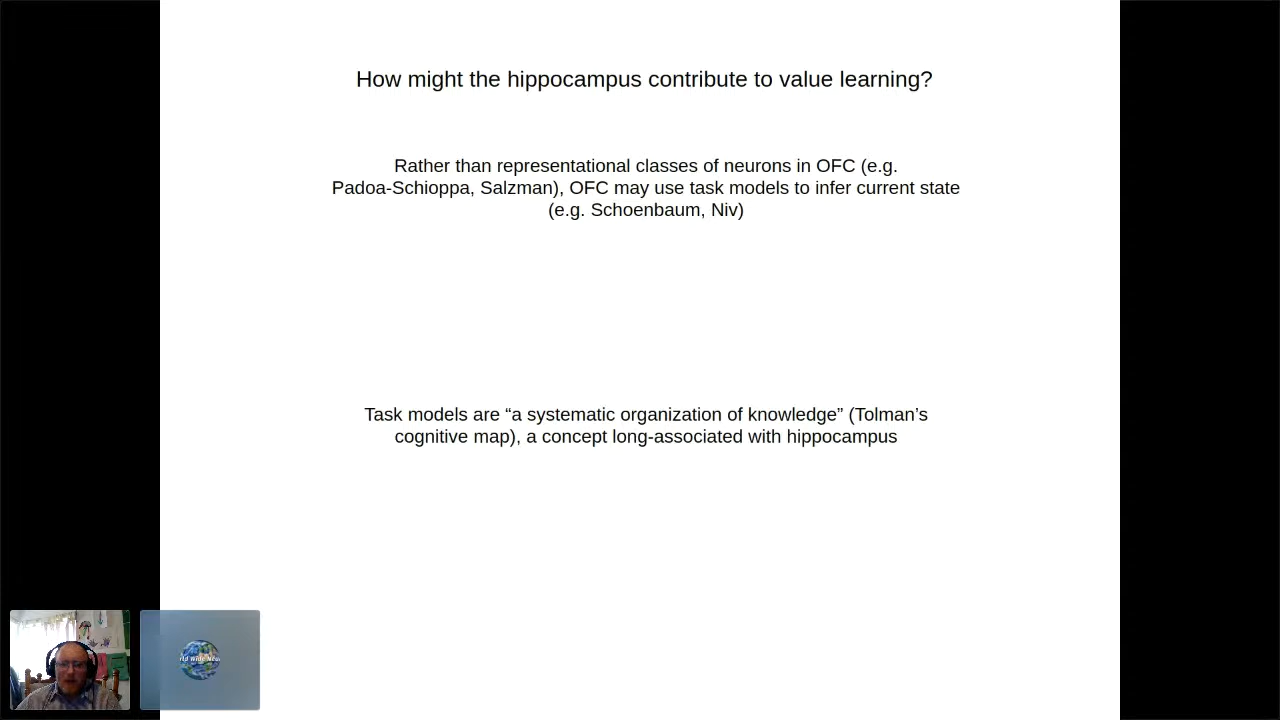 How might the hippocampus contribute to value learning?
Rather than representational classes of neurons in OFC (e.g.
Padoa-Schioppa, Salzman), OFC may use task models to infer current state
(e.g. Schoenbaum, Niv)
Task models are “a systematic organization of knowledge” (Tolman’s
cognitive map), a concept long-associated with hippocampus